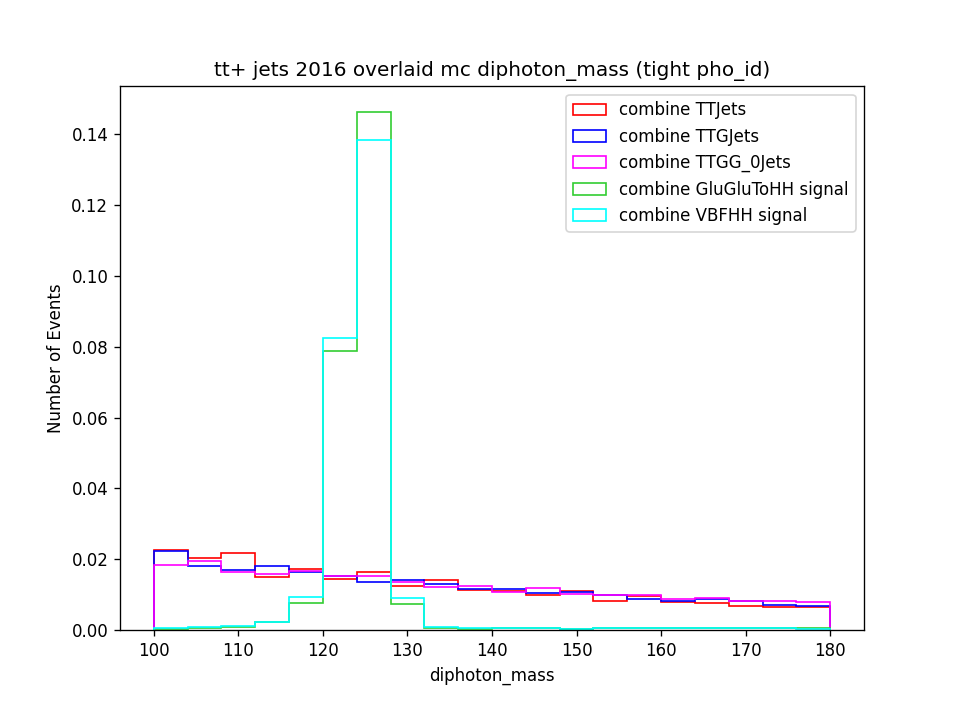 tt+ jets 2016 overlaid mc diphoton_mass (tight pho_id)
combine TTJets
combine TTGJets
combine TTGG_0Jets
combine GluGluToHH signal
combine VBFHH signal
Number of Events
0.14
0.12
0.10
0.08
0.06
0.04
0.02
0.00
100 110 120 130 140 150 160 170 180
diphoton_mass